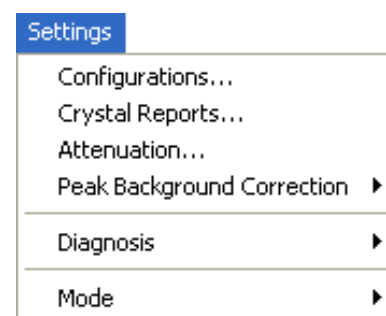 Settings
Configurations...
Crystal Reports...
Attenuation...
Peak Background Correction
Diagnosis
Mode